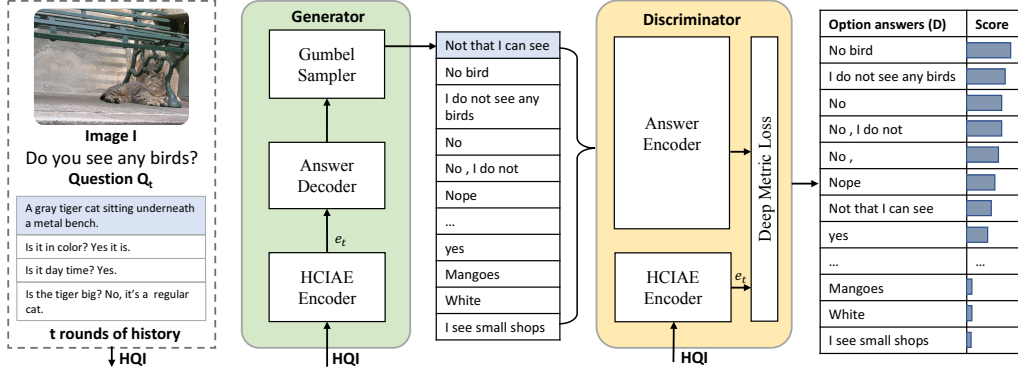 Image I
Do you see any birds?
Question Qt
A gray tiger cat sitting underneath
a metal bench.
Is it in color? Yes it is.
Is it day time? Yes.
Is the tiger big? No, it's a regular
cat.
t rounds of history
HQI
Generator
Gumbel
Sampler
Answer
Decoder
et
HCIAE
Encoder
HQI
Not that I can see
No bird
I do not see any
birds
No
No , I do not
Nope
...
yes
Mangoes
White
I see small shops
Discriminator
Answer
Encoder
HCIAE
Encoder
et
Deep Metric Loss
HQI
Option answers (D) Score
No bird
I do not see any birds
No
No , I do not
No ,
Nope
Not that I can see
yes
... ...
Mangoes
White
I see small shops